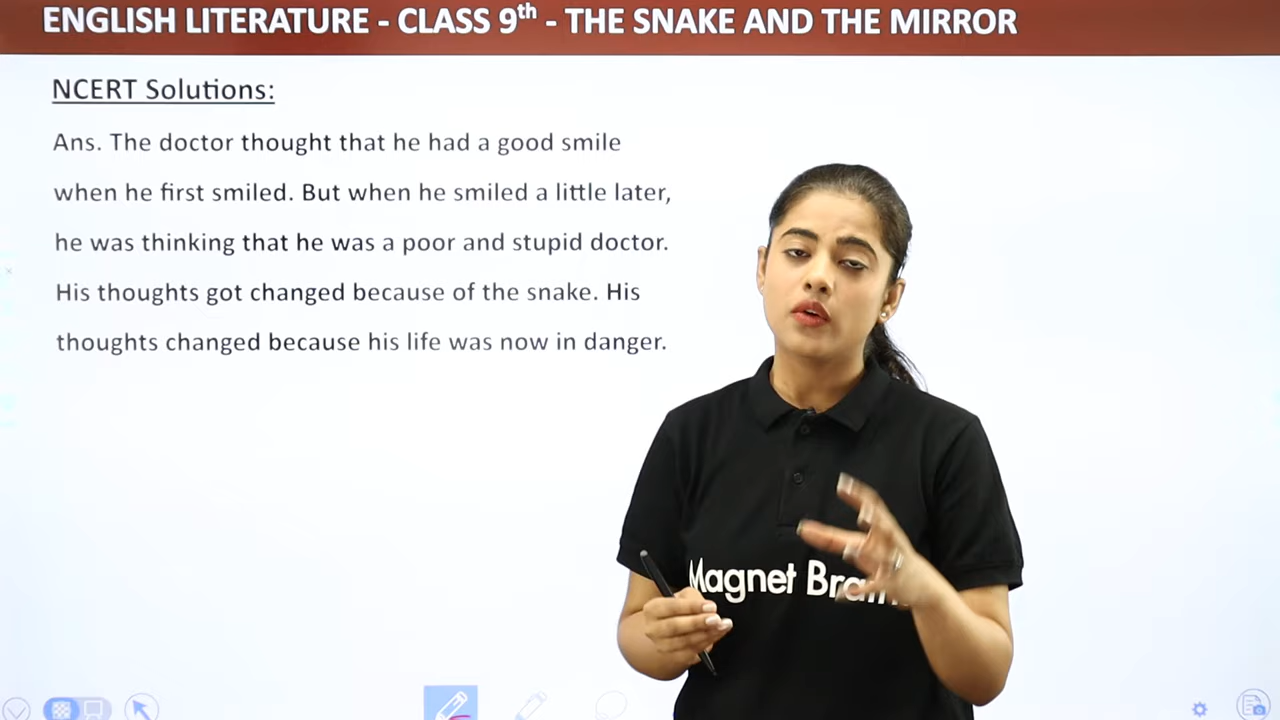 ENGLISH LITERATURE - CLASS 9th - THE SNAKE AND THE MIRROR
NCERT Solutions:
Ans. The doctor thought that he had a good smile
when he first smiled. But when he smiled a little later,
he was thinking that he was a poor and stupid doctor.
His thoughts got changed because of the snake. His
thoughts changed because his life was now in danger.
Magnet